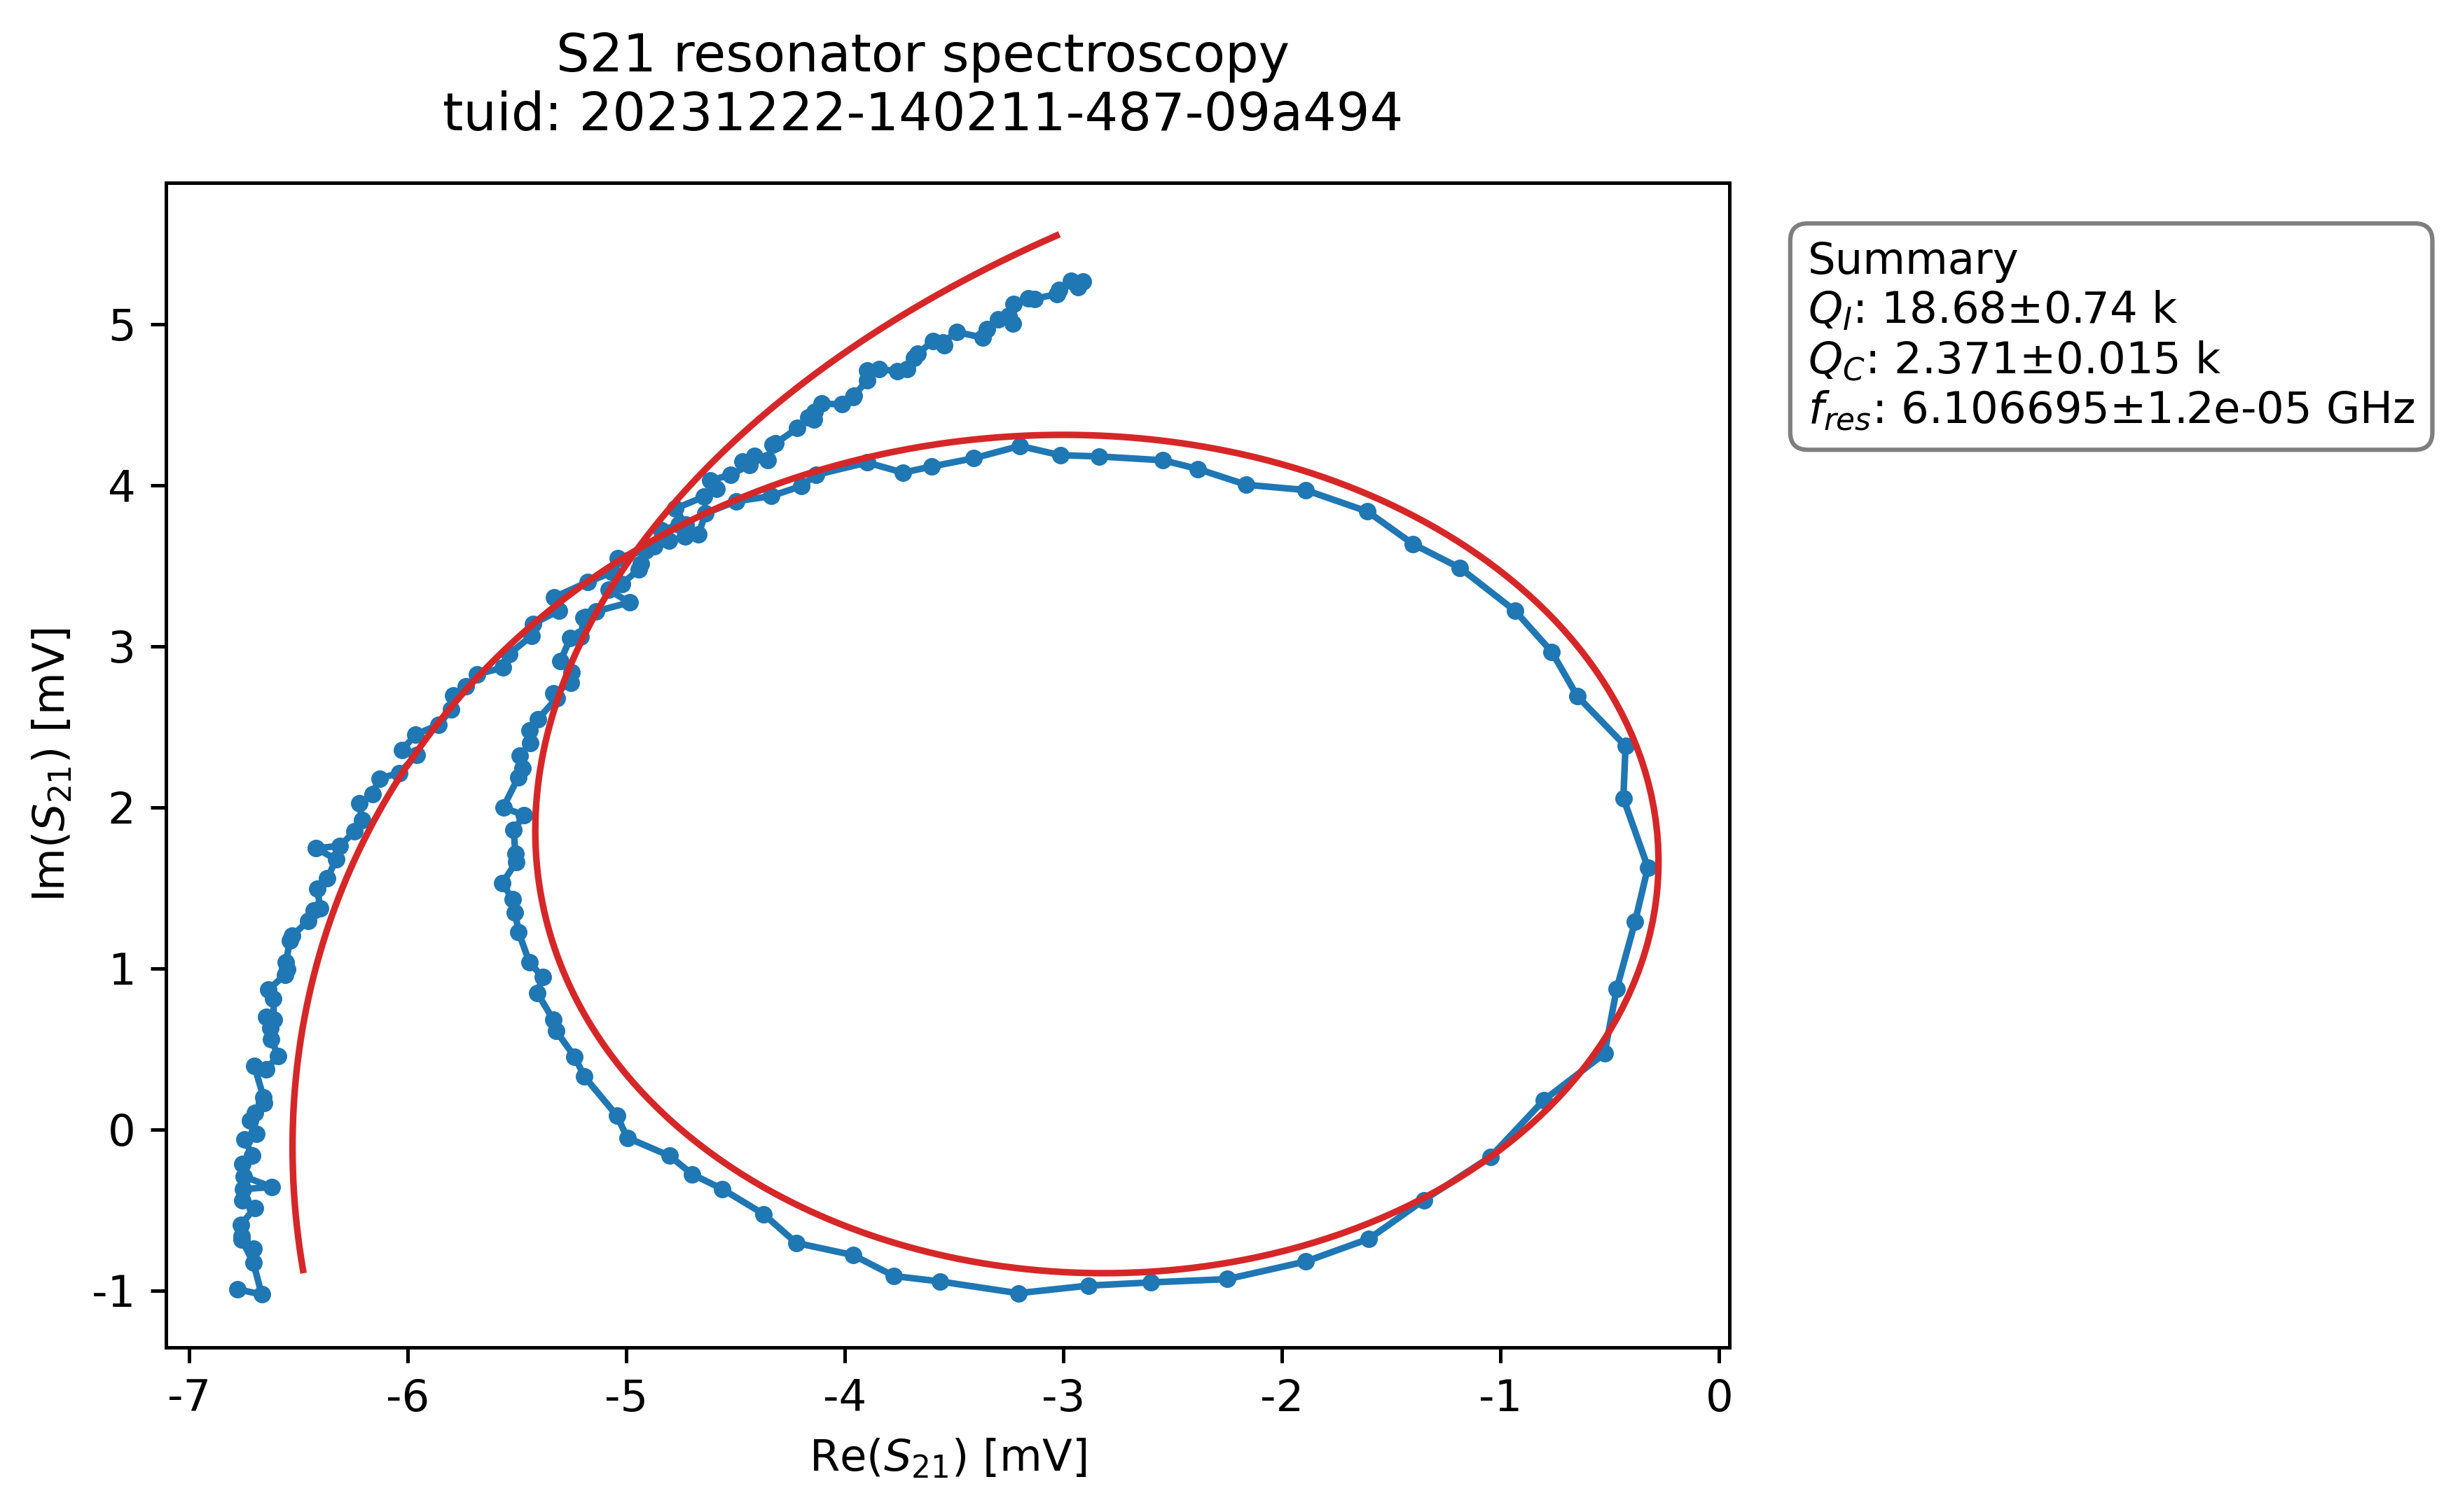 S21 resonator spectroscopy
tuid: 20231222-140211-487-09a494
Summary
Q_l: 18.68±0.74 k
Q_C: 2.371±0.015 k
f_res: 6.106695±1.2e-05 GHz
Im(S_21) [mV]
5
4
3
2
1
0
-1
-7 -6 -5 -4 -3 -2 -1 0
Re(S_21) [mV]